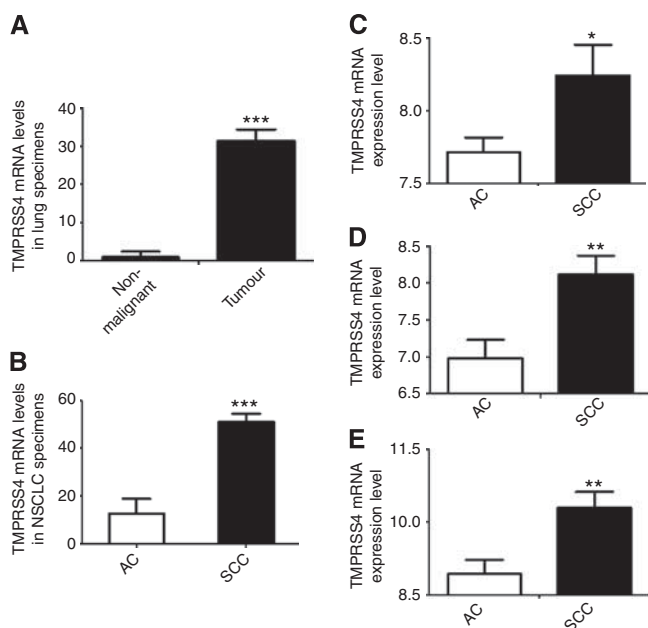 A
TMPRSS4 mRNA levels
in lung specimens
40
30
20
10
0
***
Non-
malignant
Tumour
B
TMPRSS4 mRNA levels
in NSCLC specimens
60
40
20
0
***
AC
SCC
C
TMPRSS4 mRNA
expression level
8.5
8.0
7.5
*
AC
SCC
D
TMPRSS4 mRNA
expression level
8.5
8.0
7.5
7.0
6.5
**
AC
SCC
E
TMPRSS4 mRNA
expression level
11.5
10.0
8.5
**
AC
SCC